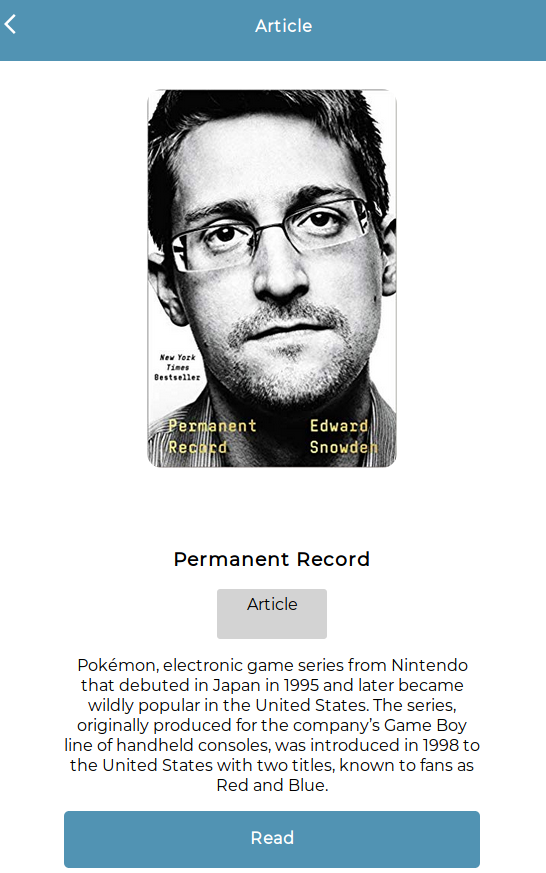 Article
New York
Times
Bestseller
Permanent Edward
Record Snowden
Permanent Record
Article
Pokémon, electronic game series from Nintendo
that debuted in Japan in 1995 and later became
wildly popular in the United States. The series,
originally produced for the company’s Game Boy
line of handheld consoles, was introduced in 1998 to
the United States with two titles, known to fans as
Red and Blue.
Read